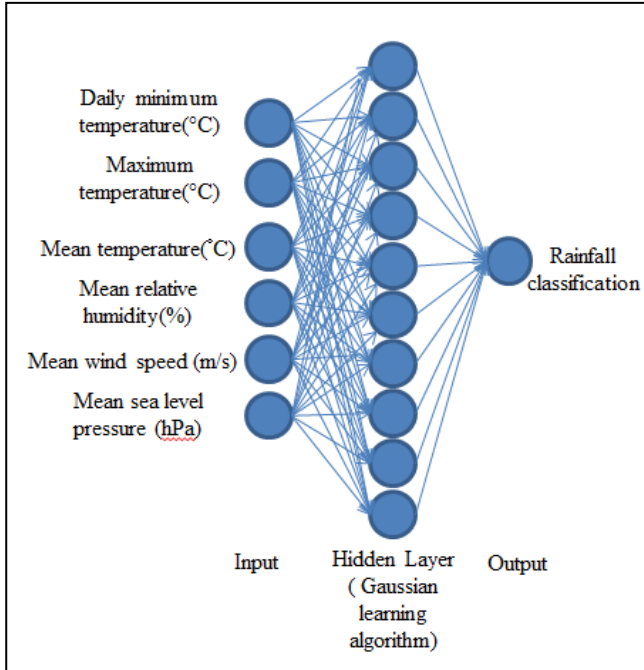 Daily minimum
temperature(°C)
Maximum
temperature(°C)
Mean temperature(˚C)
Mean relative
humidity(%)
Mean wind speed (m/s)
Mean sea level
pressure (hPa)
Rainfall
classification
Input
Hidden Layer
( Gaussian
learning
algorithm)
Output